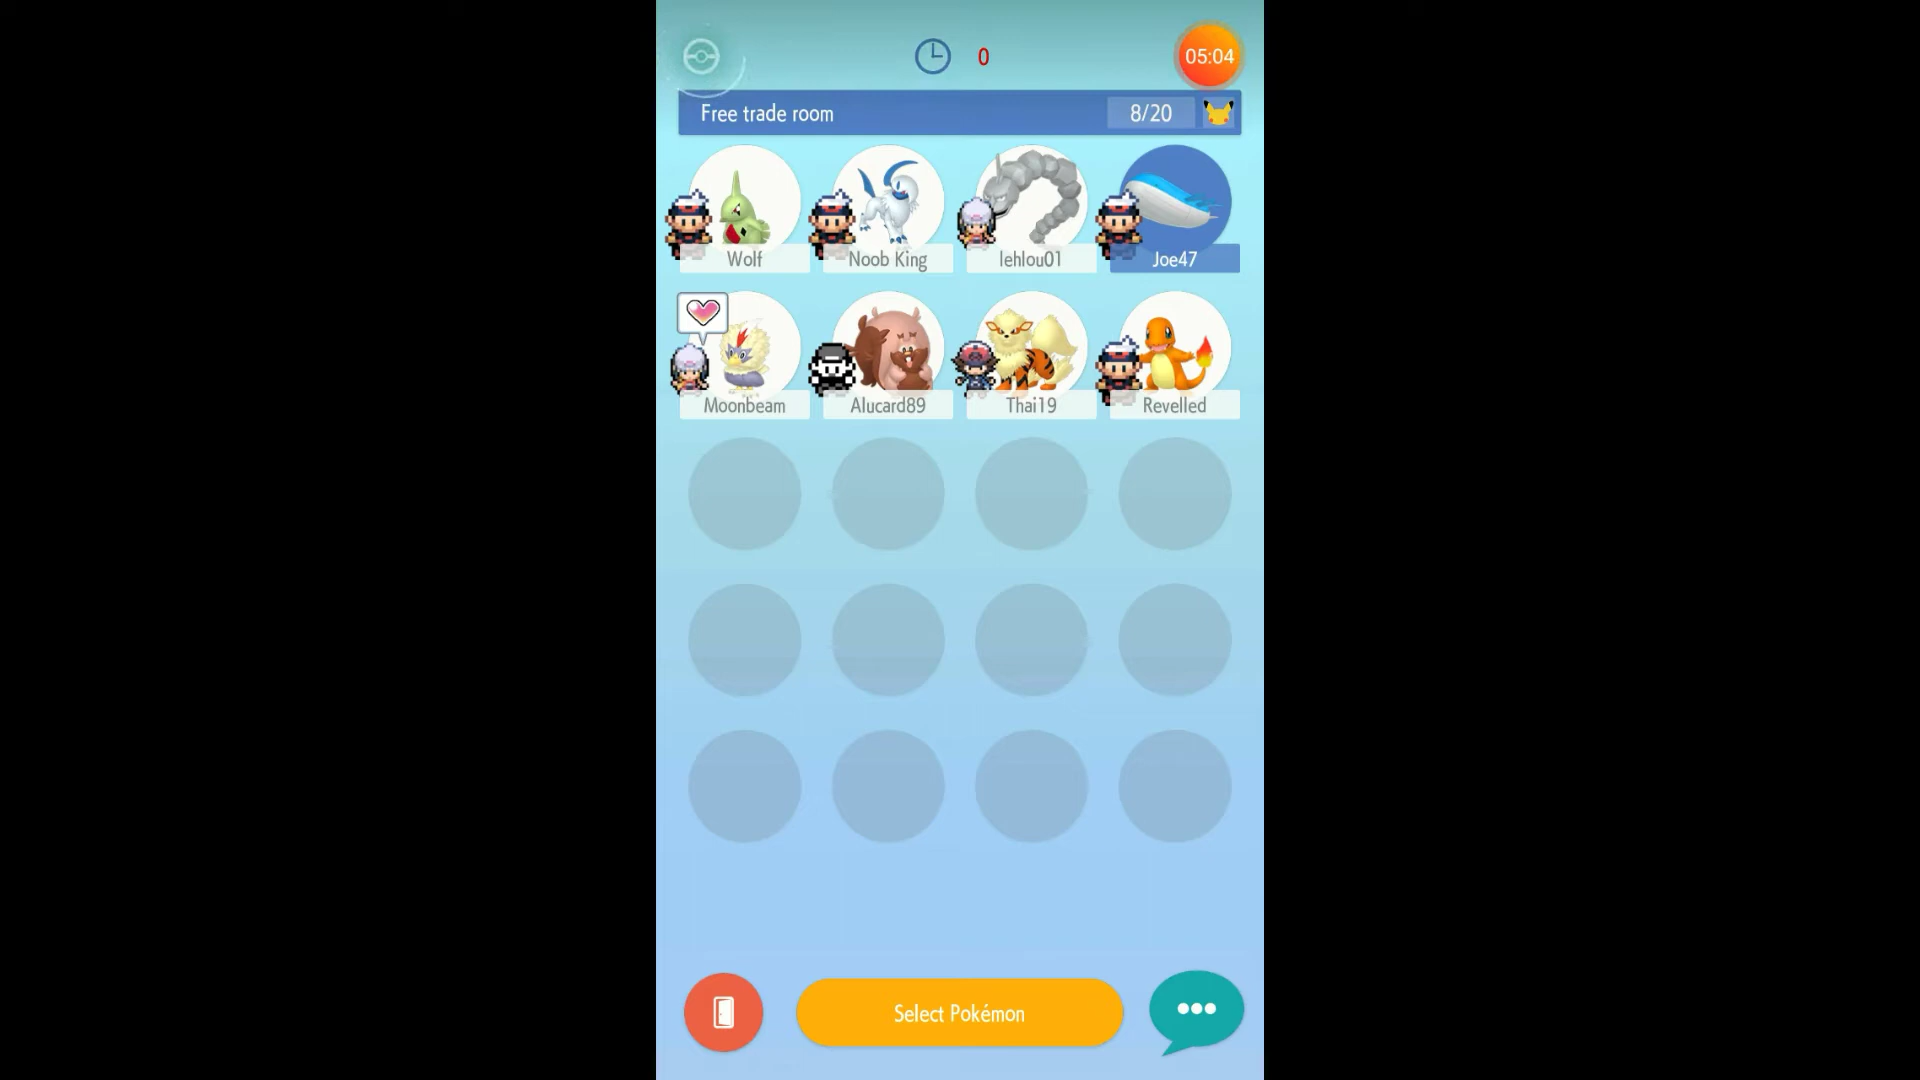 0
05:04
Free trade room
8/20
Wolf
Noob King
lehlou01
Joe47
Moonbeam
Alucard89
Thai19
Revelled
Select Pokémon